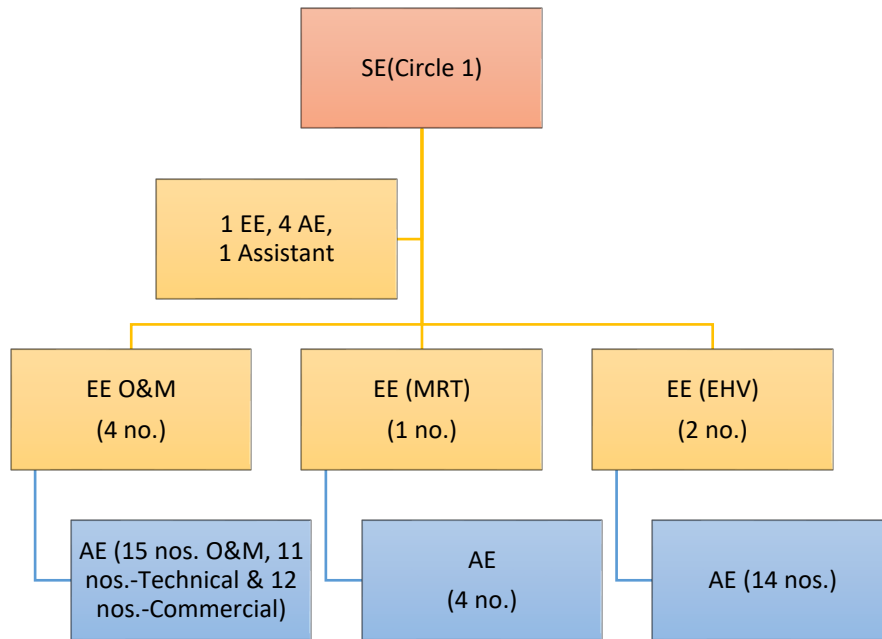 SE(Circle 1)
1 EE, 4 AE,
1 Assistant
EE O&M
(4 no.)
EE (MRT)
(1 no.)
EE (EHV)
(2 no.)
AE (15 nos. O&M, 11
nos.-Technical & 12
nos.-Commercial)
AE
(4 no.)
AE (14 nos.)